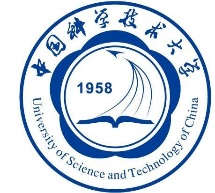 中国科学技术大学
1958
University of Science and Technology of China